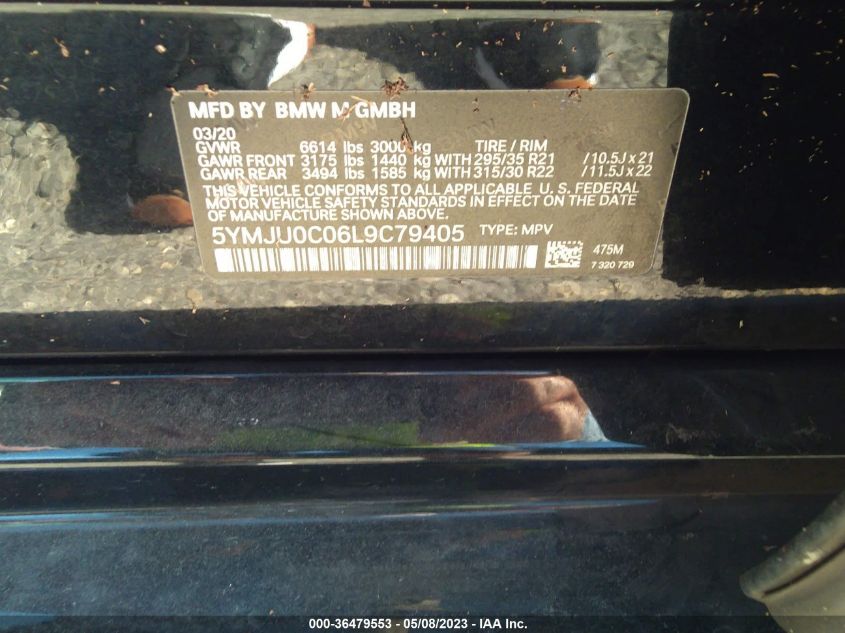 MFD BY BMW M GMBH
03/20
GVWR 6614 lbs 3000 kg TIRE / RIM
GAWR FRONT 3175 lbs 1440 kg WITH 295/35 R21 /10.5J x 21
GAWR REAR 3494 lbs 1585 kg WITH 315/30 R22 /11.5J x 22
THIS VEHICLE CONFORMS TO ALL APPLICABLE U. S. FEDERAL
MOTOR VEHICLE SAFETY STANDARDS IN EFFECT ON THE DATE
OF MANUFACTURE SHOWN ABOVE.
5YMJU0C06L9C79405 TYPE: MPV
475M
7 320 729
000-36479553 - 05/08/2023 - IAA Inc.